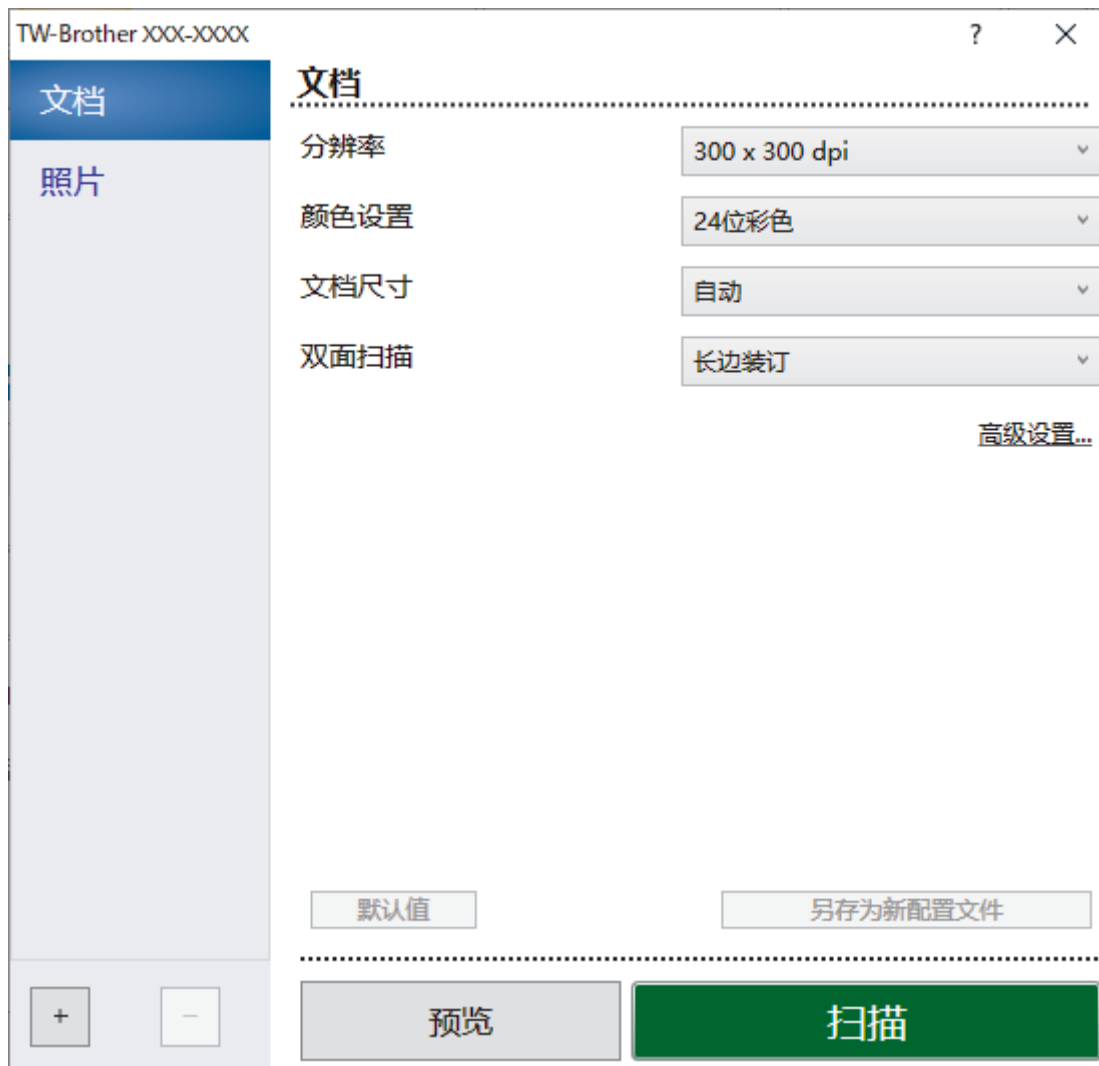 TW-Brother XXX-XXXX
?
文档
照片
文档
分辨率
300 x 300 dpi
颜色设置
24位彩色
文档尺寸
自动
双面扫描
长边装订
高级设置...
默认值
另存为新配置文件
+
−
预览
扫描